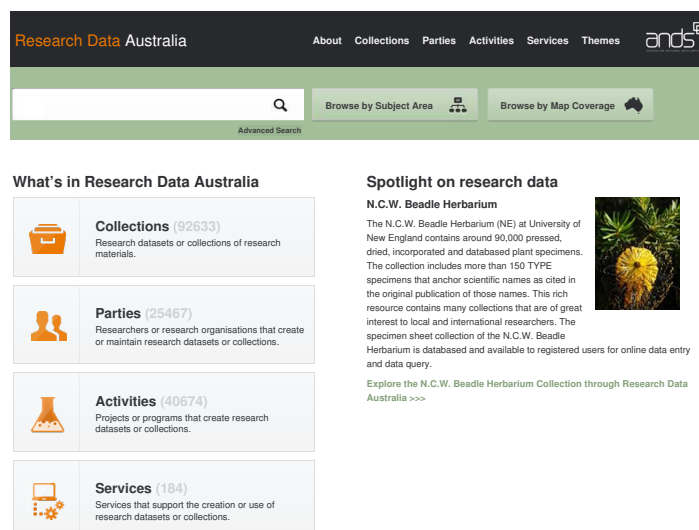 Research Data Australia
About Collections Parties Activities Services Themes
ands
Browse by Subject Area
Browse by Map Coverage
Advanced Search
What's in Research Data Australia
Collections (92633)
Research datasets or collections of research
materials.
Parties (25467)
Researchers or research organisations that create
or maintain research datasets or collections.
Activities (40674)
Projects or programs that create research
datasets or collections.
Services (184)
Services that support the creation or use of
research datasets or collections.
Spotlight on research data
N.C.W. Beadle Herbarium
The N.C.W. Beadle Herbarium (NE) at University of
New England contains around 90,000 pressed,
dried, incorporated and databased plant specimens.
The collection includes more than 150 TYPE
specimens that anchor scientific names as cited in
the original publication of those names. This rich
resource contains many collections that are of great
interest to local and international researchers. The
specimen sheet collection of the N.C.W. Beadle
Herbarium is databased and available to registered users for online data entry
and data query.
Explore the N.C.W. Beadle Herbarium Collection through Research Data
Australia >>>